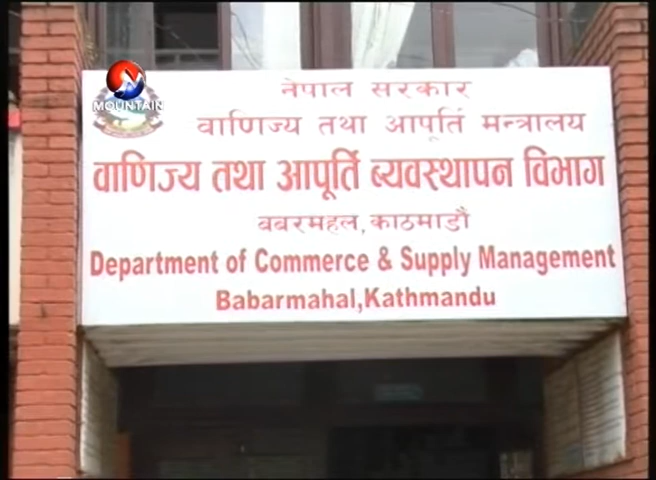 MOUNTAIN
नेपाल सरकार
वाणिज्य तथा आपूर्ति मन्त्रालय
वाणिज्य तथा आपूर्ति ब्यवस्थापन विभाग
बबरमहल, काठमाडौं
Department of Commerce & Supply Management
Babarmahal,Kathmandu